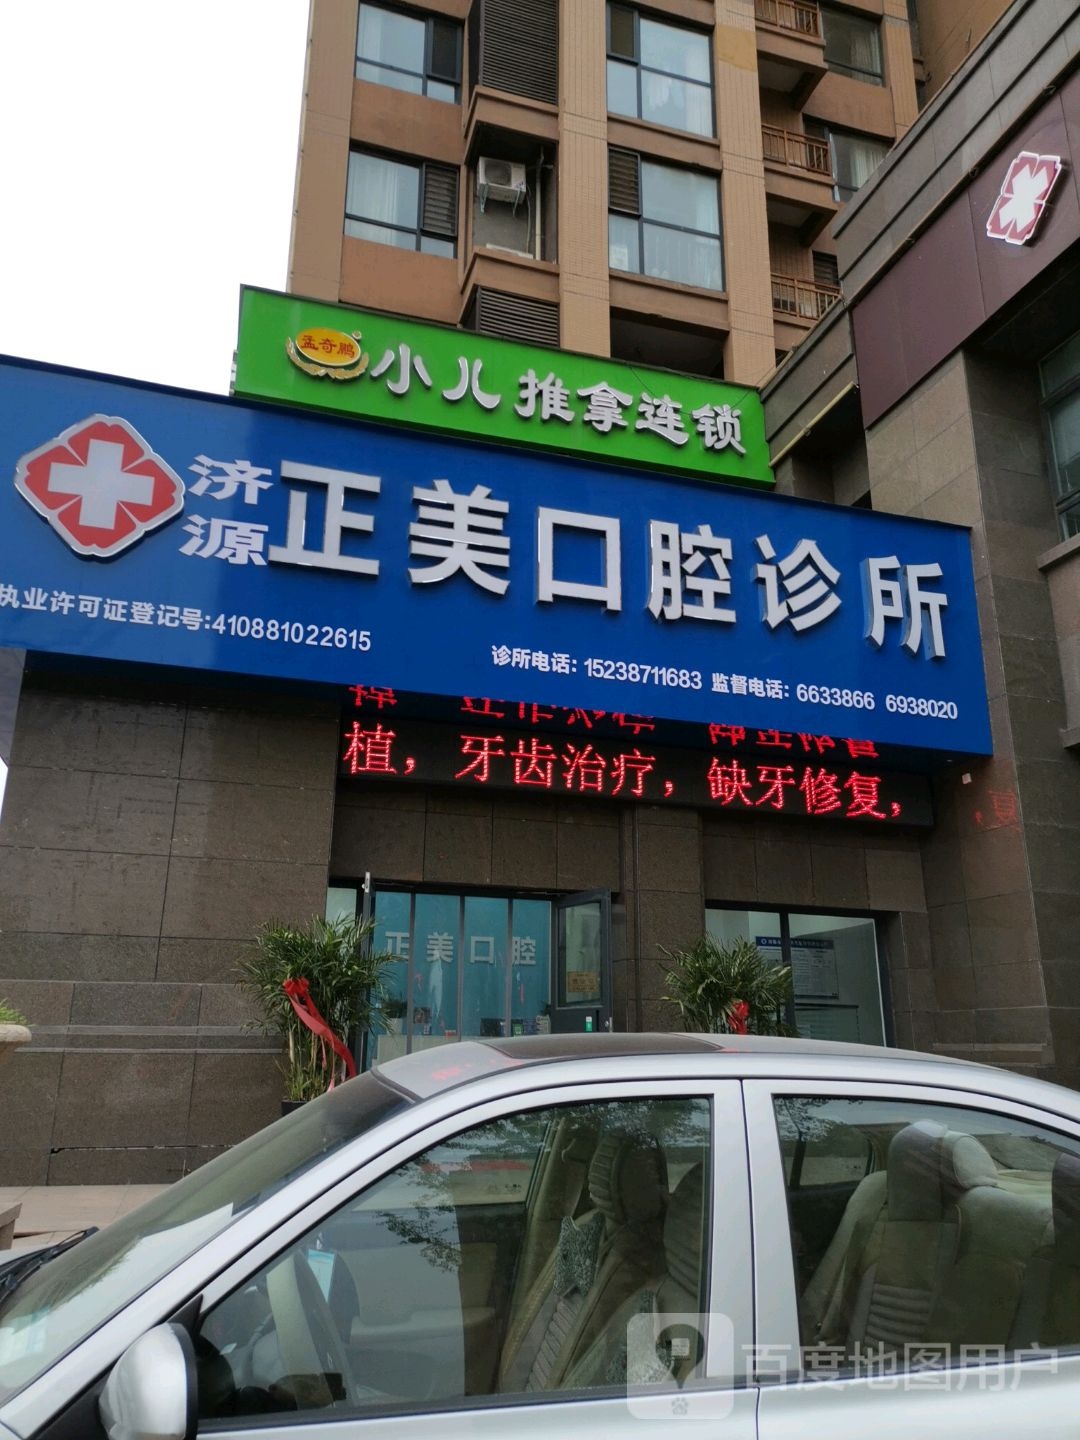 孟奇鹏
小儿推拿连锁
济源
正美口腔诊所
执业许可证登记号:410881022615
诊所电话: 15238711683 监督电话: 6633866 6938020
植，牙齿治疗，缺牙修复，
正美口腔
百度地图用户